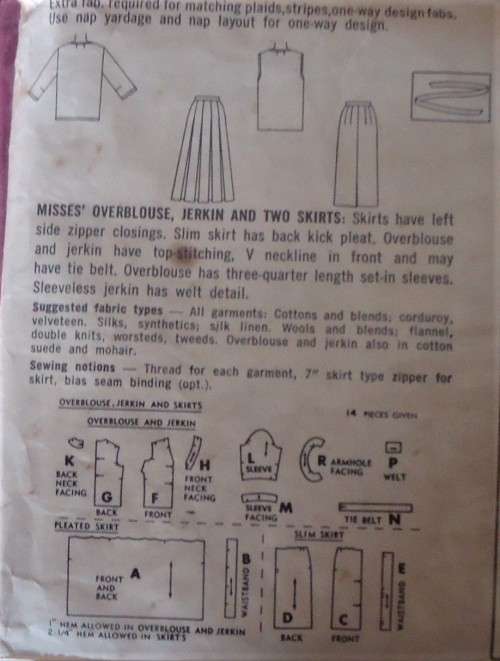 Extra fab. required for matching plaids,stripes,one-way design fabs.
Use nap yardage and nap layout for one-way design.
MISSES' OVERBLOUSE, JERKIN AND TWO SKIRTS: Skirts have left
side zipper closings. Slim skirt has back kick pleat. Overblouse
and jerkin have top-stitching, V neckline in front and may
have tie belt. Overblouse has three-quarter length set-in sleeves.
Sleeveless jerkin has welt detail.
Suggested fabric types — All garments: Cottons and blends; corduroy,
velveteen. Silks, synthetics; silk linen. Wools and blends; flannel,
double knits, worsteds, tweeds. Overblouse and jerkin also in cotton
suede and mohair.
Sewing notions — Thread for each garment, 7" skirt type zipper for
skirt, bias seam binding (opt.).
OVERBLOUSE, JERKIN AND SKIRTS
14 PIECES GIVEN
OVERBLOUSE AND JERKIN
K
BACK
NECK
FACING
G
BACK
F
FRONT
H
FRONT
NECK
FACING
L
SLEEVE
SLEEVE M
FACING
R ARMHOLE
FACING
P
WELT
TIE BELT N
PLEATED SKIRT
A
FRONT
AND
BACK
B
WAISTBAND
SLIM SKIRT
D
BACK
C
FRONT
E
WAISTBAND
1" HEM ALLOWED IN OVERBLOUSE AND JERKIN
2-1/4" HEM ALLOWED IN SKIRTS